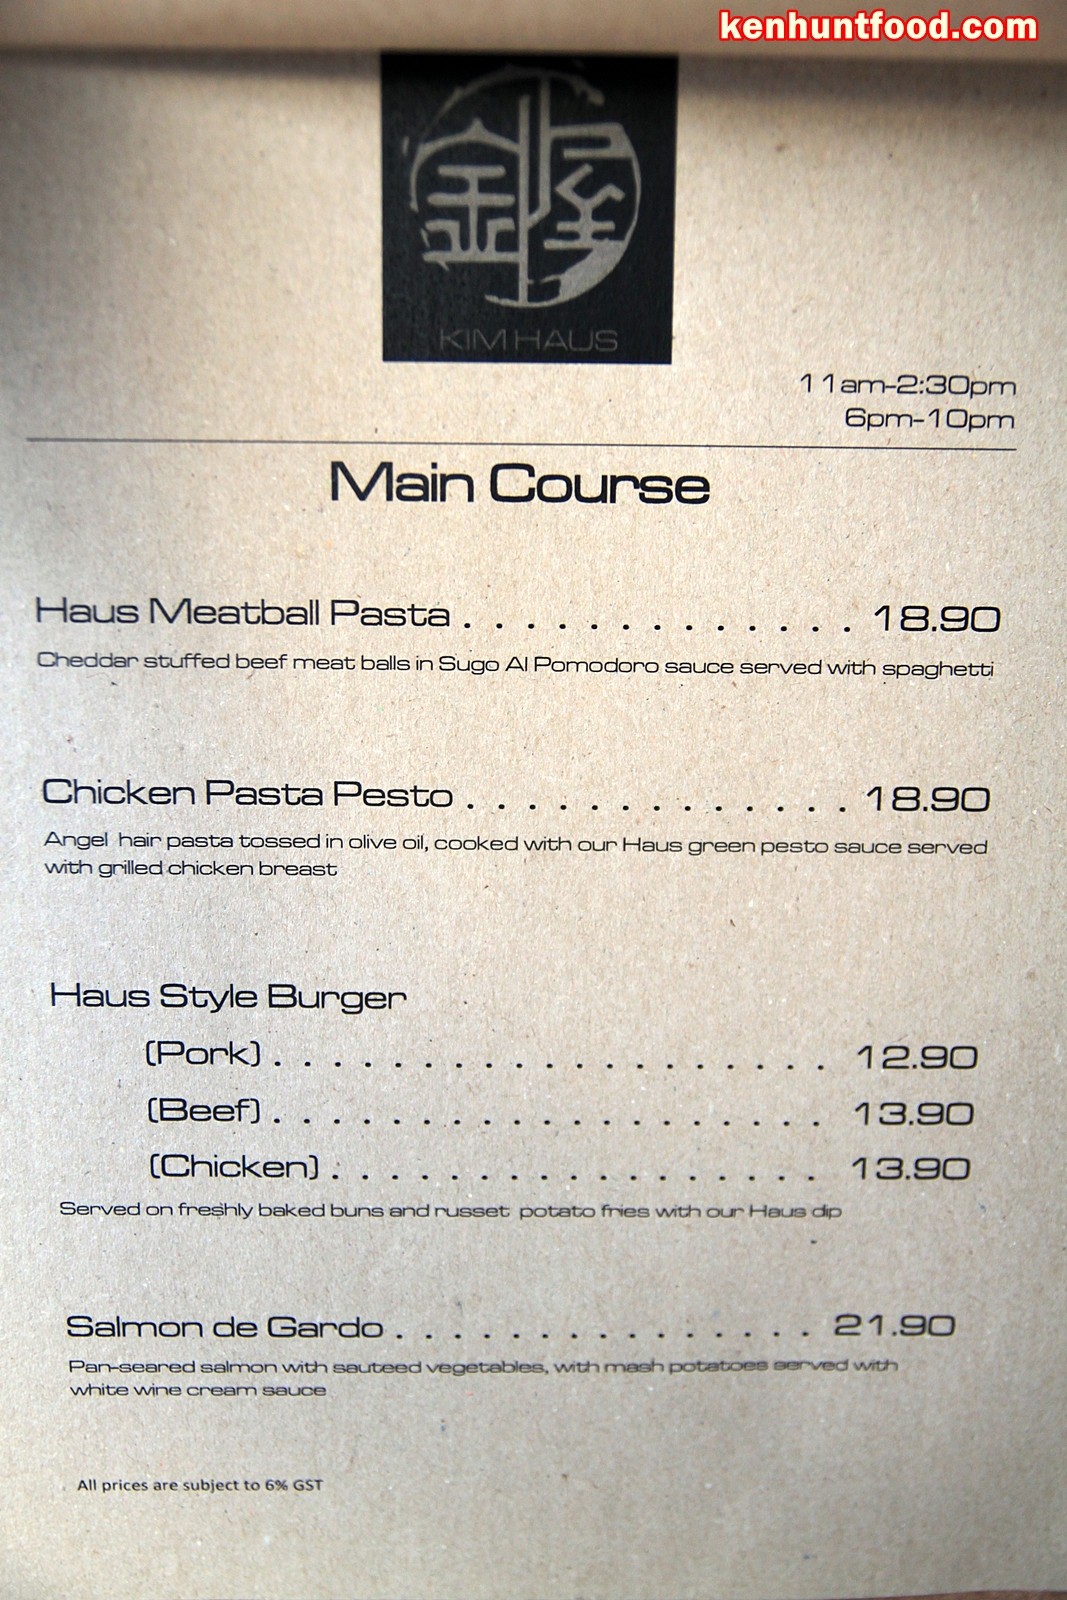 kenhuntfood.com
金屋
KIM HAUS
11am-2:30pm
6pm-10pm
Main Course
Haus Meatball Pasta . . . . . . . . . . . . . 18.90
Cheddar stuffed beef meat balls in Sugo Al Pomodoro sauce served with spaghetti
Chicken Pasta Pesto . . . . . . . . . . . . . 18.90
Angel hair pasta tossed in olive oil, cooked with our Haus green pesto sauce served
with grilled chicken breast
Haus Style Burger
(Pork) . . . . . . . . . . . . . . . . . . . 12.90
(Beef) . . . . . . . . . . . . . . . . . . . 13.90
(Chicken) . . . . . . . . . . . . . . . . . 13.90
Served on freshly baked buns and russet potato fries with our Haus dip
Salmon de Gardo . . . . . . . . . . . . . . 21.90
Pan-seared salmon with sauteed vegetables, with mash potatoes served with
white wine cream sauce
All prices are subject to 6% GST